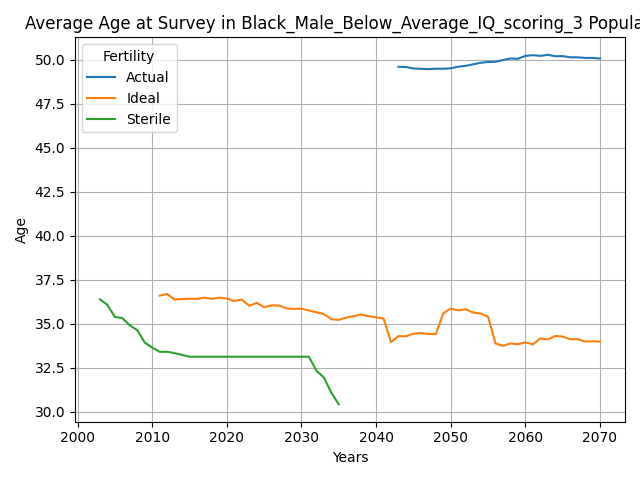 Average Age at Survey in Black_Male_Below_Average_IQ_scoring_3 Popula
Fertility
Actual
Ideal
Sterile
50.0
47.5
45.0
42.5
40.0
37.5
35.0
32.5
30.0
Age
2000 2010 2020 2030 2040 2050 2060 2070
Years